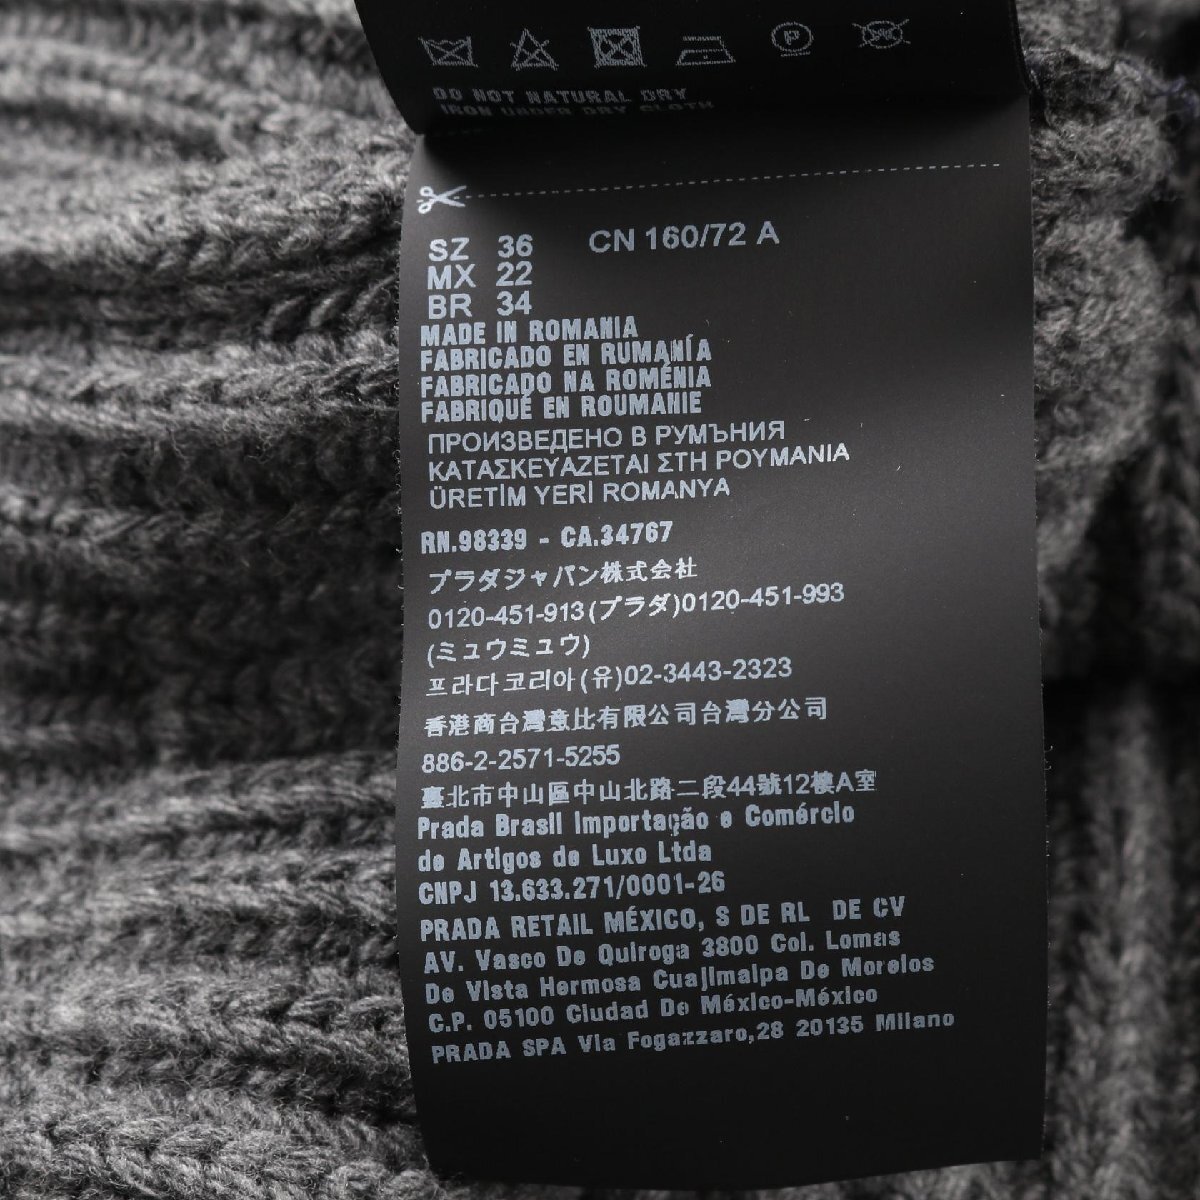 DO NOT NATURAL DRY
IRON UNDER DRY CLOTH
SZ 36 CN 160/72 A
MX 22
BR 34
MADE IN ROMANIA
FABRICADO EN RUMANÍA
FABRICADO NA ROMÉNIA
FABRIQUÉ EN ROUMANIE
ПРОИЗВЕДЕНО В РУМЪНИЯ
ΚΑΤΑΣΚΕΥΑΖΕΤΑΙ ΣΤΗ ΡΟΥΜΑΝΙΑ
ÜRETİM YERİ ROMANYA
RN.98339 - CA.34767
プラダジャパン株式会社
0120-451-913(プラダ)0120-451-993
(ミュウミュウ)
프라다코리아(유)02-3443-2323
香港商台灣意比有限公司台灣分公司
886-2-2571-5255
臺北市中山區中山北路二段44號12樓A室
Prada Brasil Importação e Comércio
de Artigos de Luxo Ltda
CNPJ 13.633.271/0001-26
PRADA RETAIL MÉXICO, S DE RL DE CV
AV. Vasco De Quiroga 3800 Col. Lomas
De Vista Hermosa Cuajimalpa De Morelos
C.P. 05100 Ciudad De México-México
PRADA SPA Via Fogazzaro,28 20135 Milano